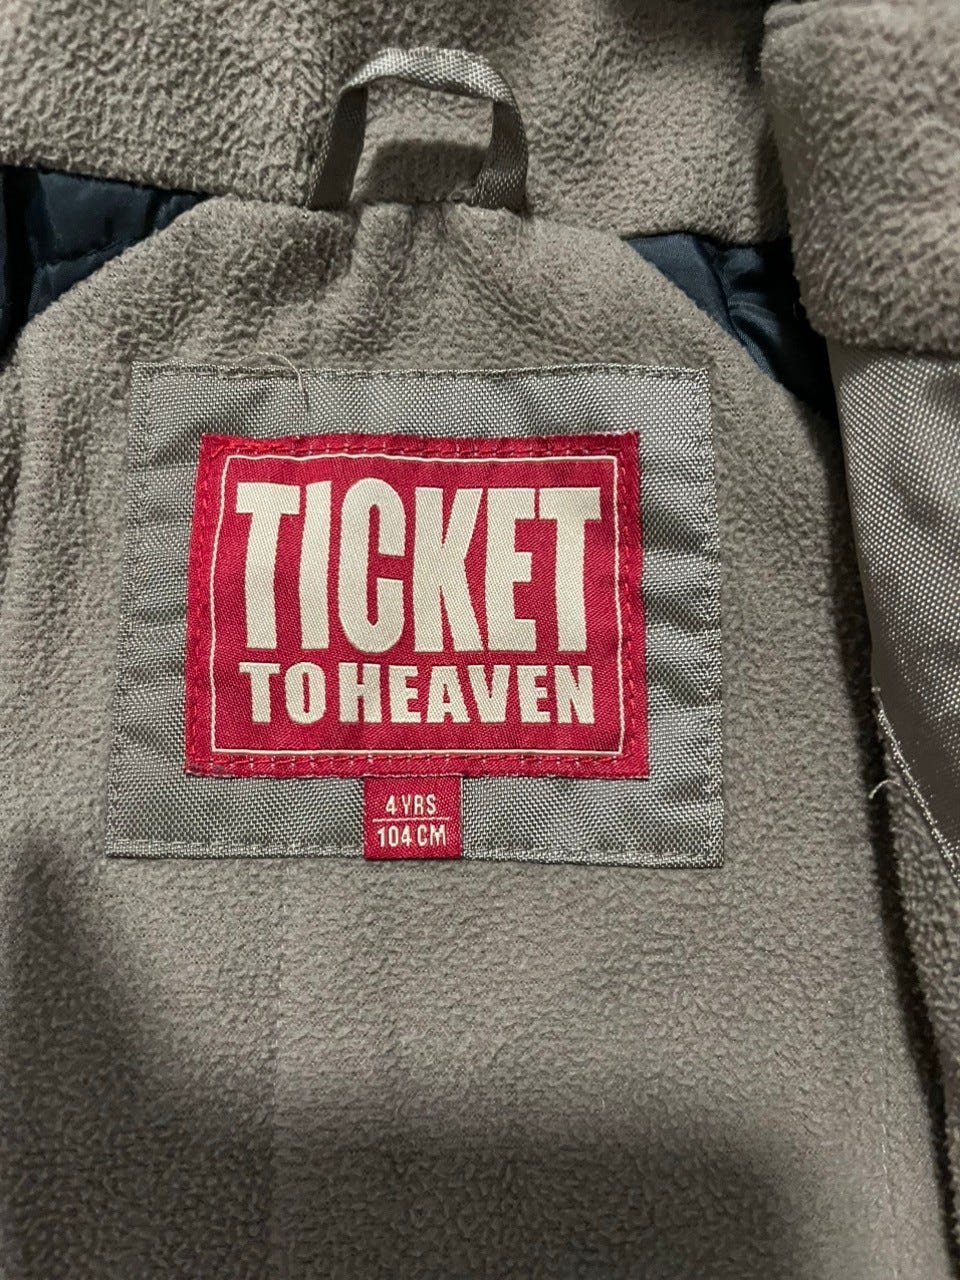 TICKET
TO HEAVEN
4 YRS
104 CM